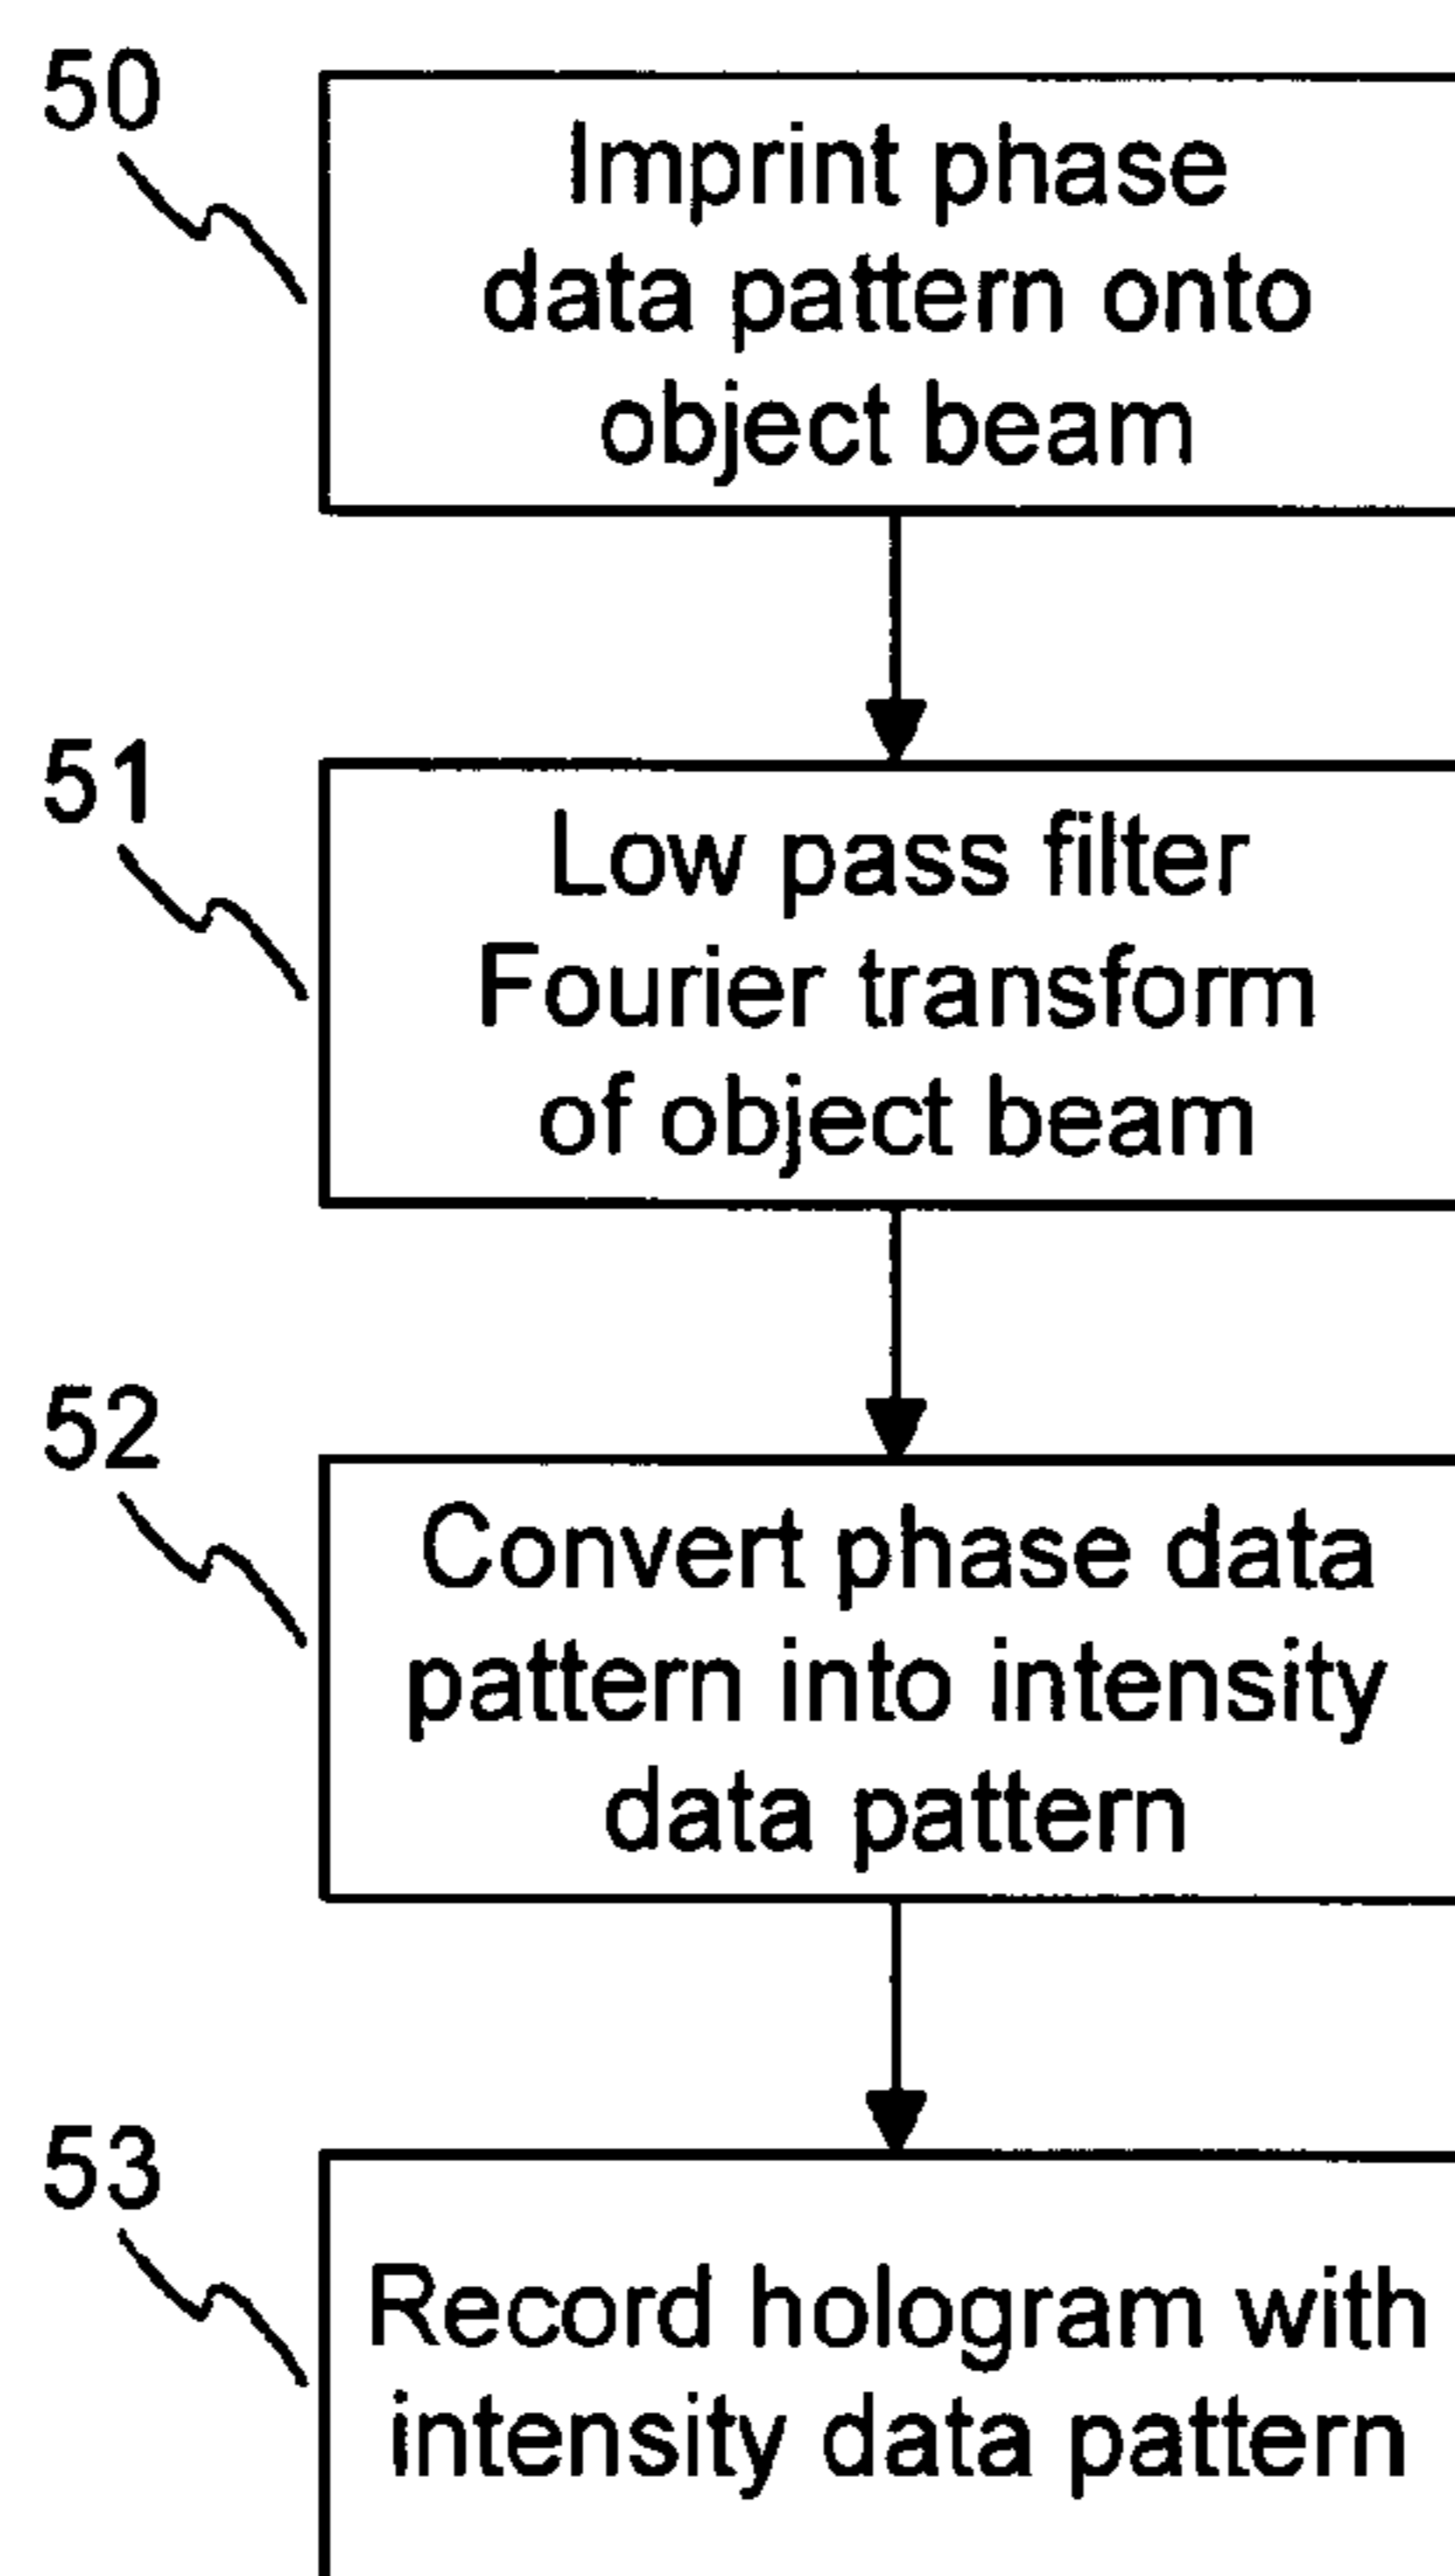 50
Imprint phase
data pattern onto
object beam
51
Low pass filter
Fourier transform
of object beam
52
Convert phase data
pattern into intensity
data pattern
53
Record hologram with
intensity data pattern